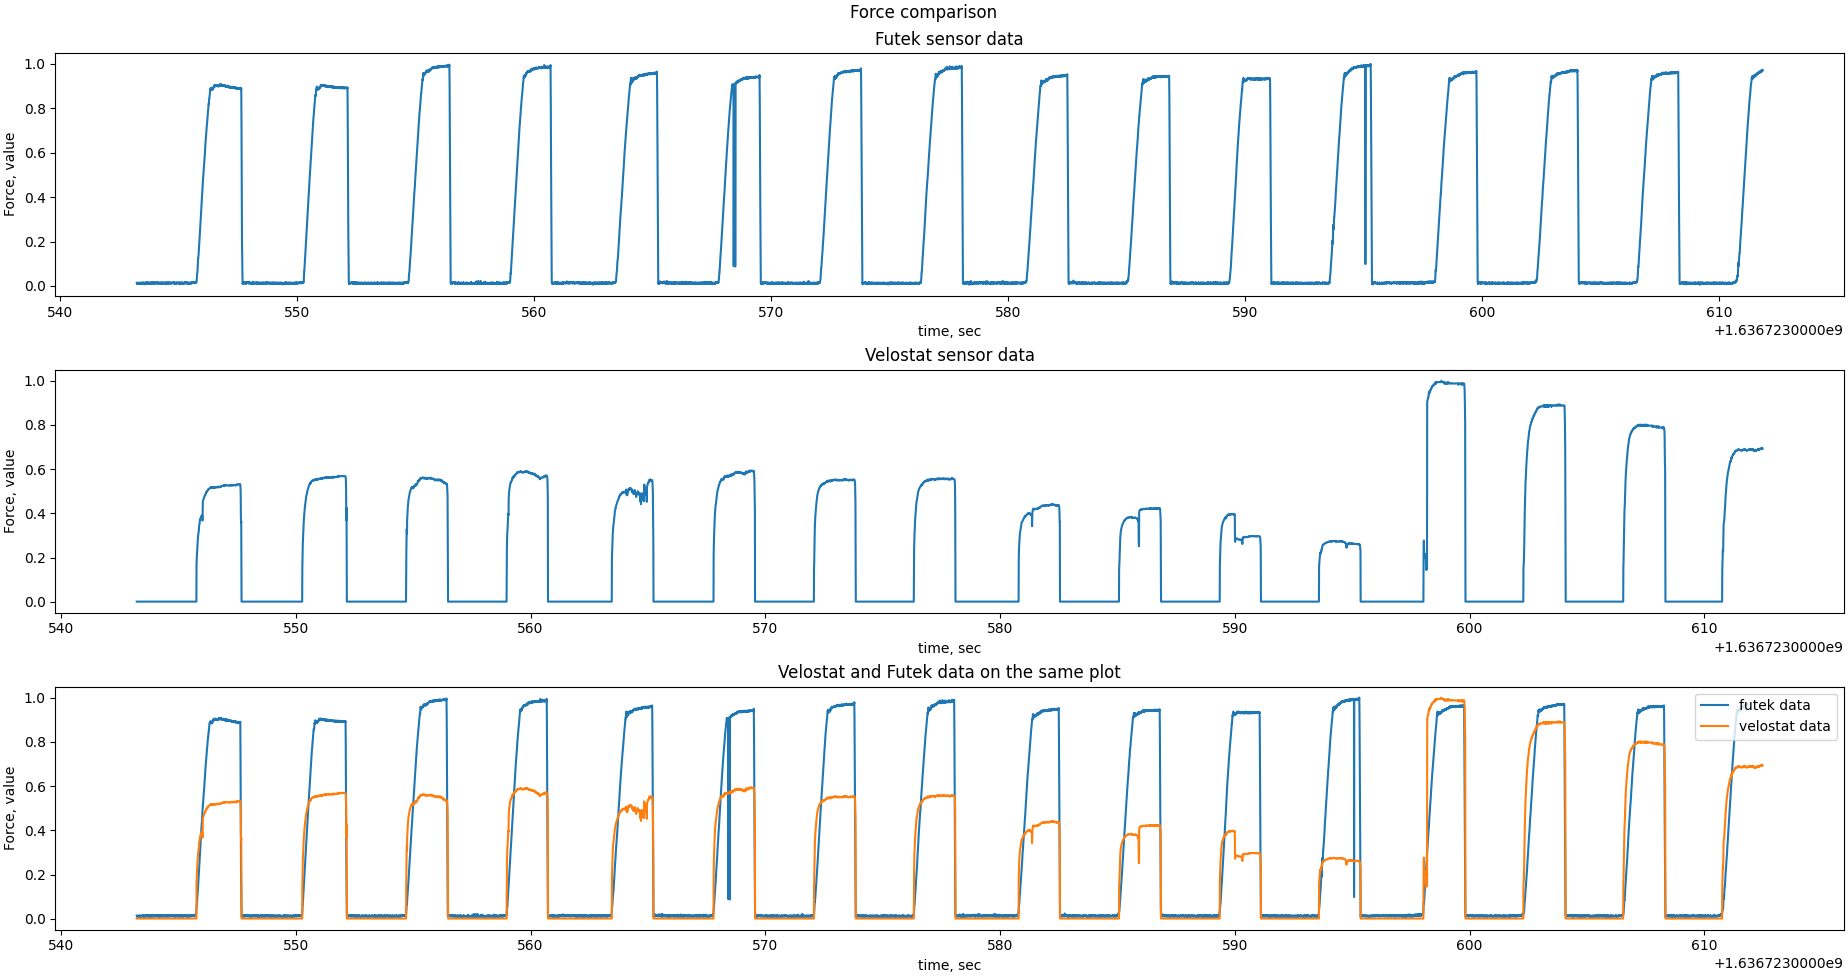 Force comparison
Futek sensor data
Force, value
1.0
0.8
0.6
0.4
0.2
0.0
540 550 560 570 580 590 600 610
time, sec
+1.6367230000e9
Velostat sensor data
Force, value
1.0
0.8
0.6
0.4
0.2
0.0
540 550 560 570 580 590 600 610
time, sec
+1.6367230000e9
Velostat and Futek data on the same plot
Force, value
1.0
0.8
0.6
0.4
0.2
0.0
futek data
velostat data
540 550 560 570 580 590 600 610
time, sec
+1.6367230000e9